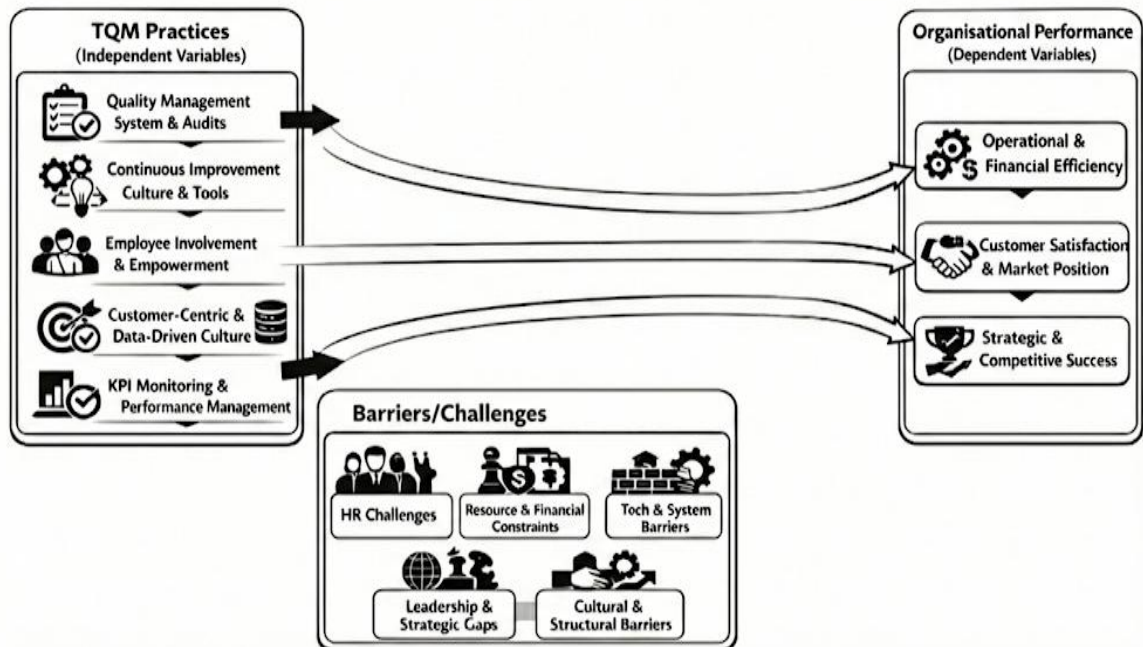 TQM Practices
(Independent Variables)
Quality Management
System & Audits
Continuous Improvement
Culture & Tools
Employee Involvement
& Empowerment
Customer-Centric &
Data-Driven Culture
KPI Monitoring &
Performance Management
Organisational Performance
(Dependent Variables)
Operational &
Financial Efficiency
$
Customer Satisfaction
& Market Position
Strategic &
Competitive Success
Barriers/Challenges
$
HR Challenges
Resource & Financial
Constraints
Toch & System
Barriers
Leadership &
Strategic Gaps
Cultural &
Structural Barriers